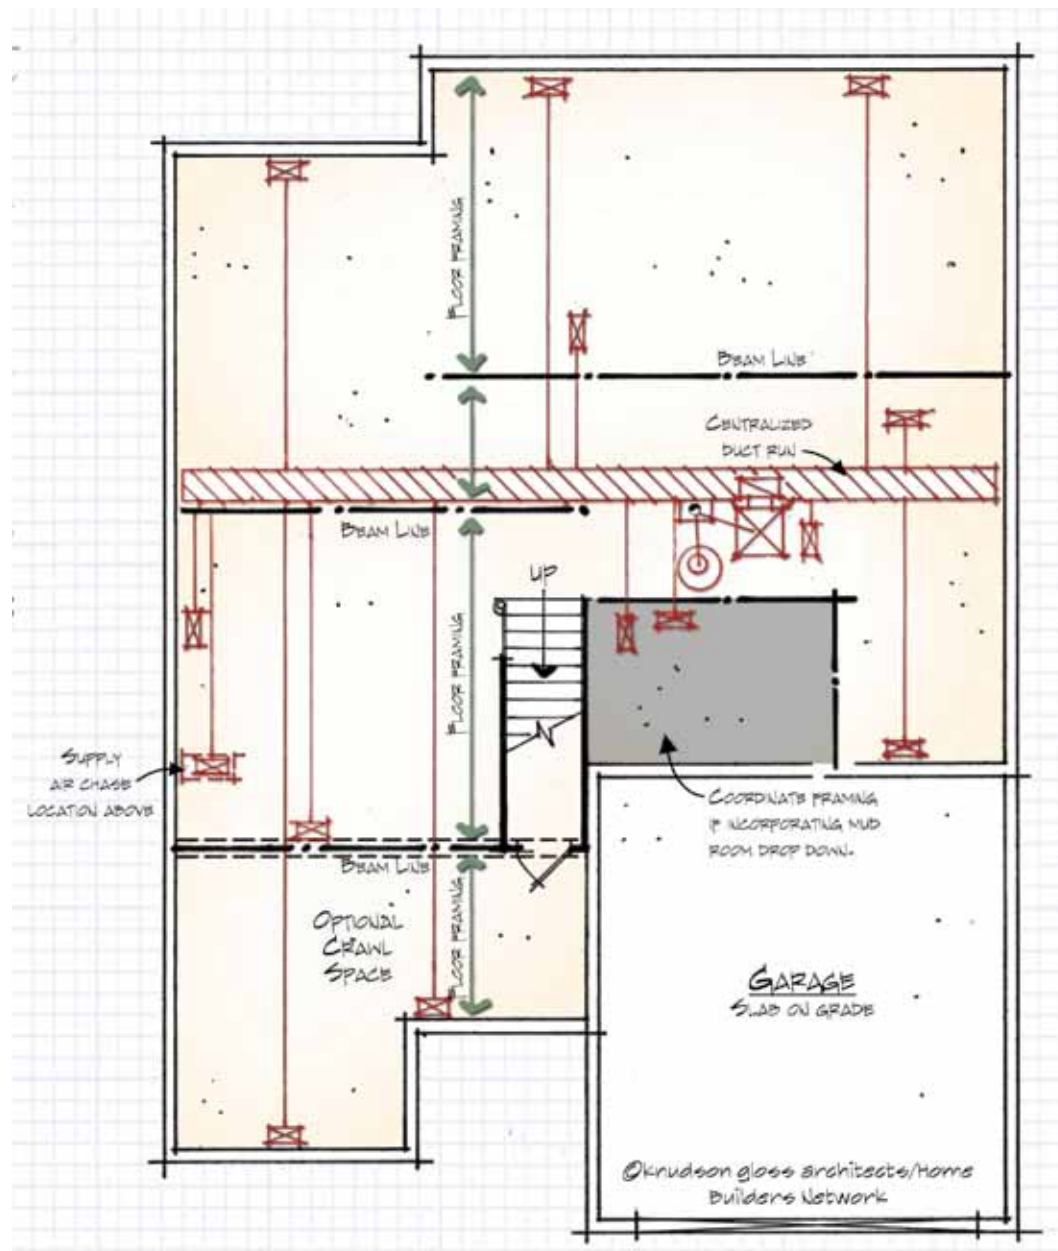 FLOOR FRAMING
BEAM LINE
CENTRALIZED
DUCT RUN
BEAM LINE
UP
FLOOR FRAMING
SUPPLY
AIR CHASE
LOCATION ABOVE
COORDINATE FRAMING
IF INCORPORATING MUD
ROOM DROP DOWN.
BEAM LINE
FLOOR FRAMING
OPTIONAL
CRAWL
SPACE
GARAGE
SLAB ON GRADE
©knudson gloss architects/Home
Builders Network